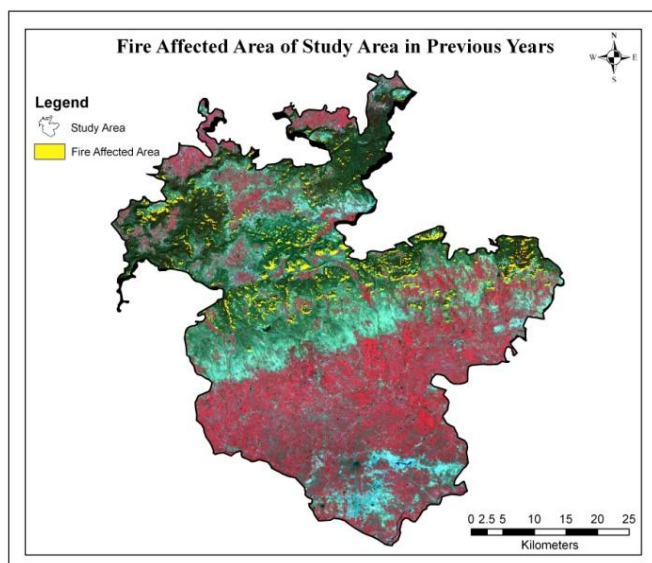 Fire Affected Area of Study Area in Previous Years
N
W E
S
Legend
Study Area
Fire Affected Area
0 2.5 5 10 15 20 25
Kilometers